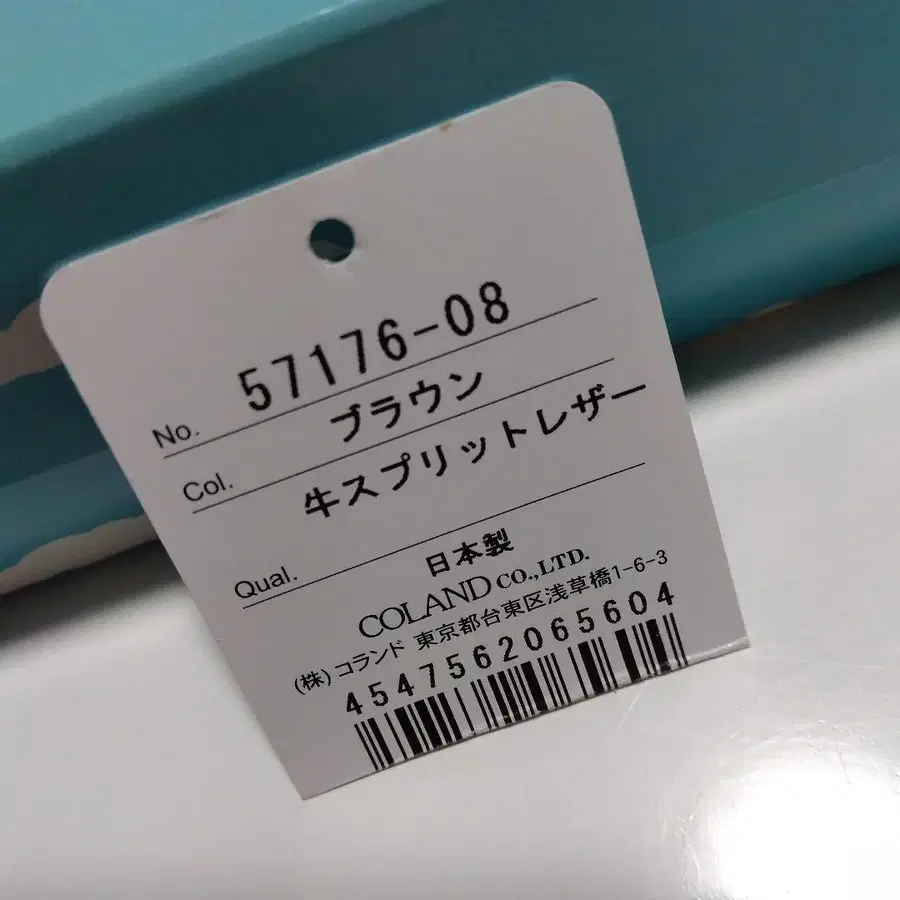 No. 57176-08
Col. ブラウン
牛スプリットレザー
Qual.
日本製
COLAND CO.,LTD.
(株) コランド 東京都台東区浅草橋1-6-3
4547562065604